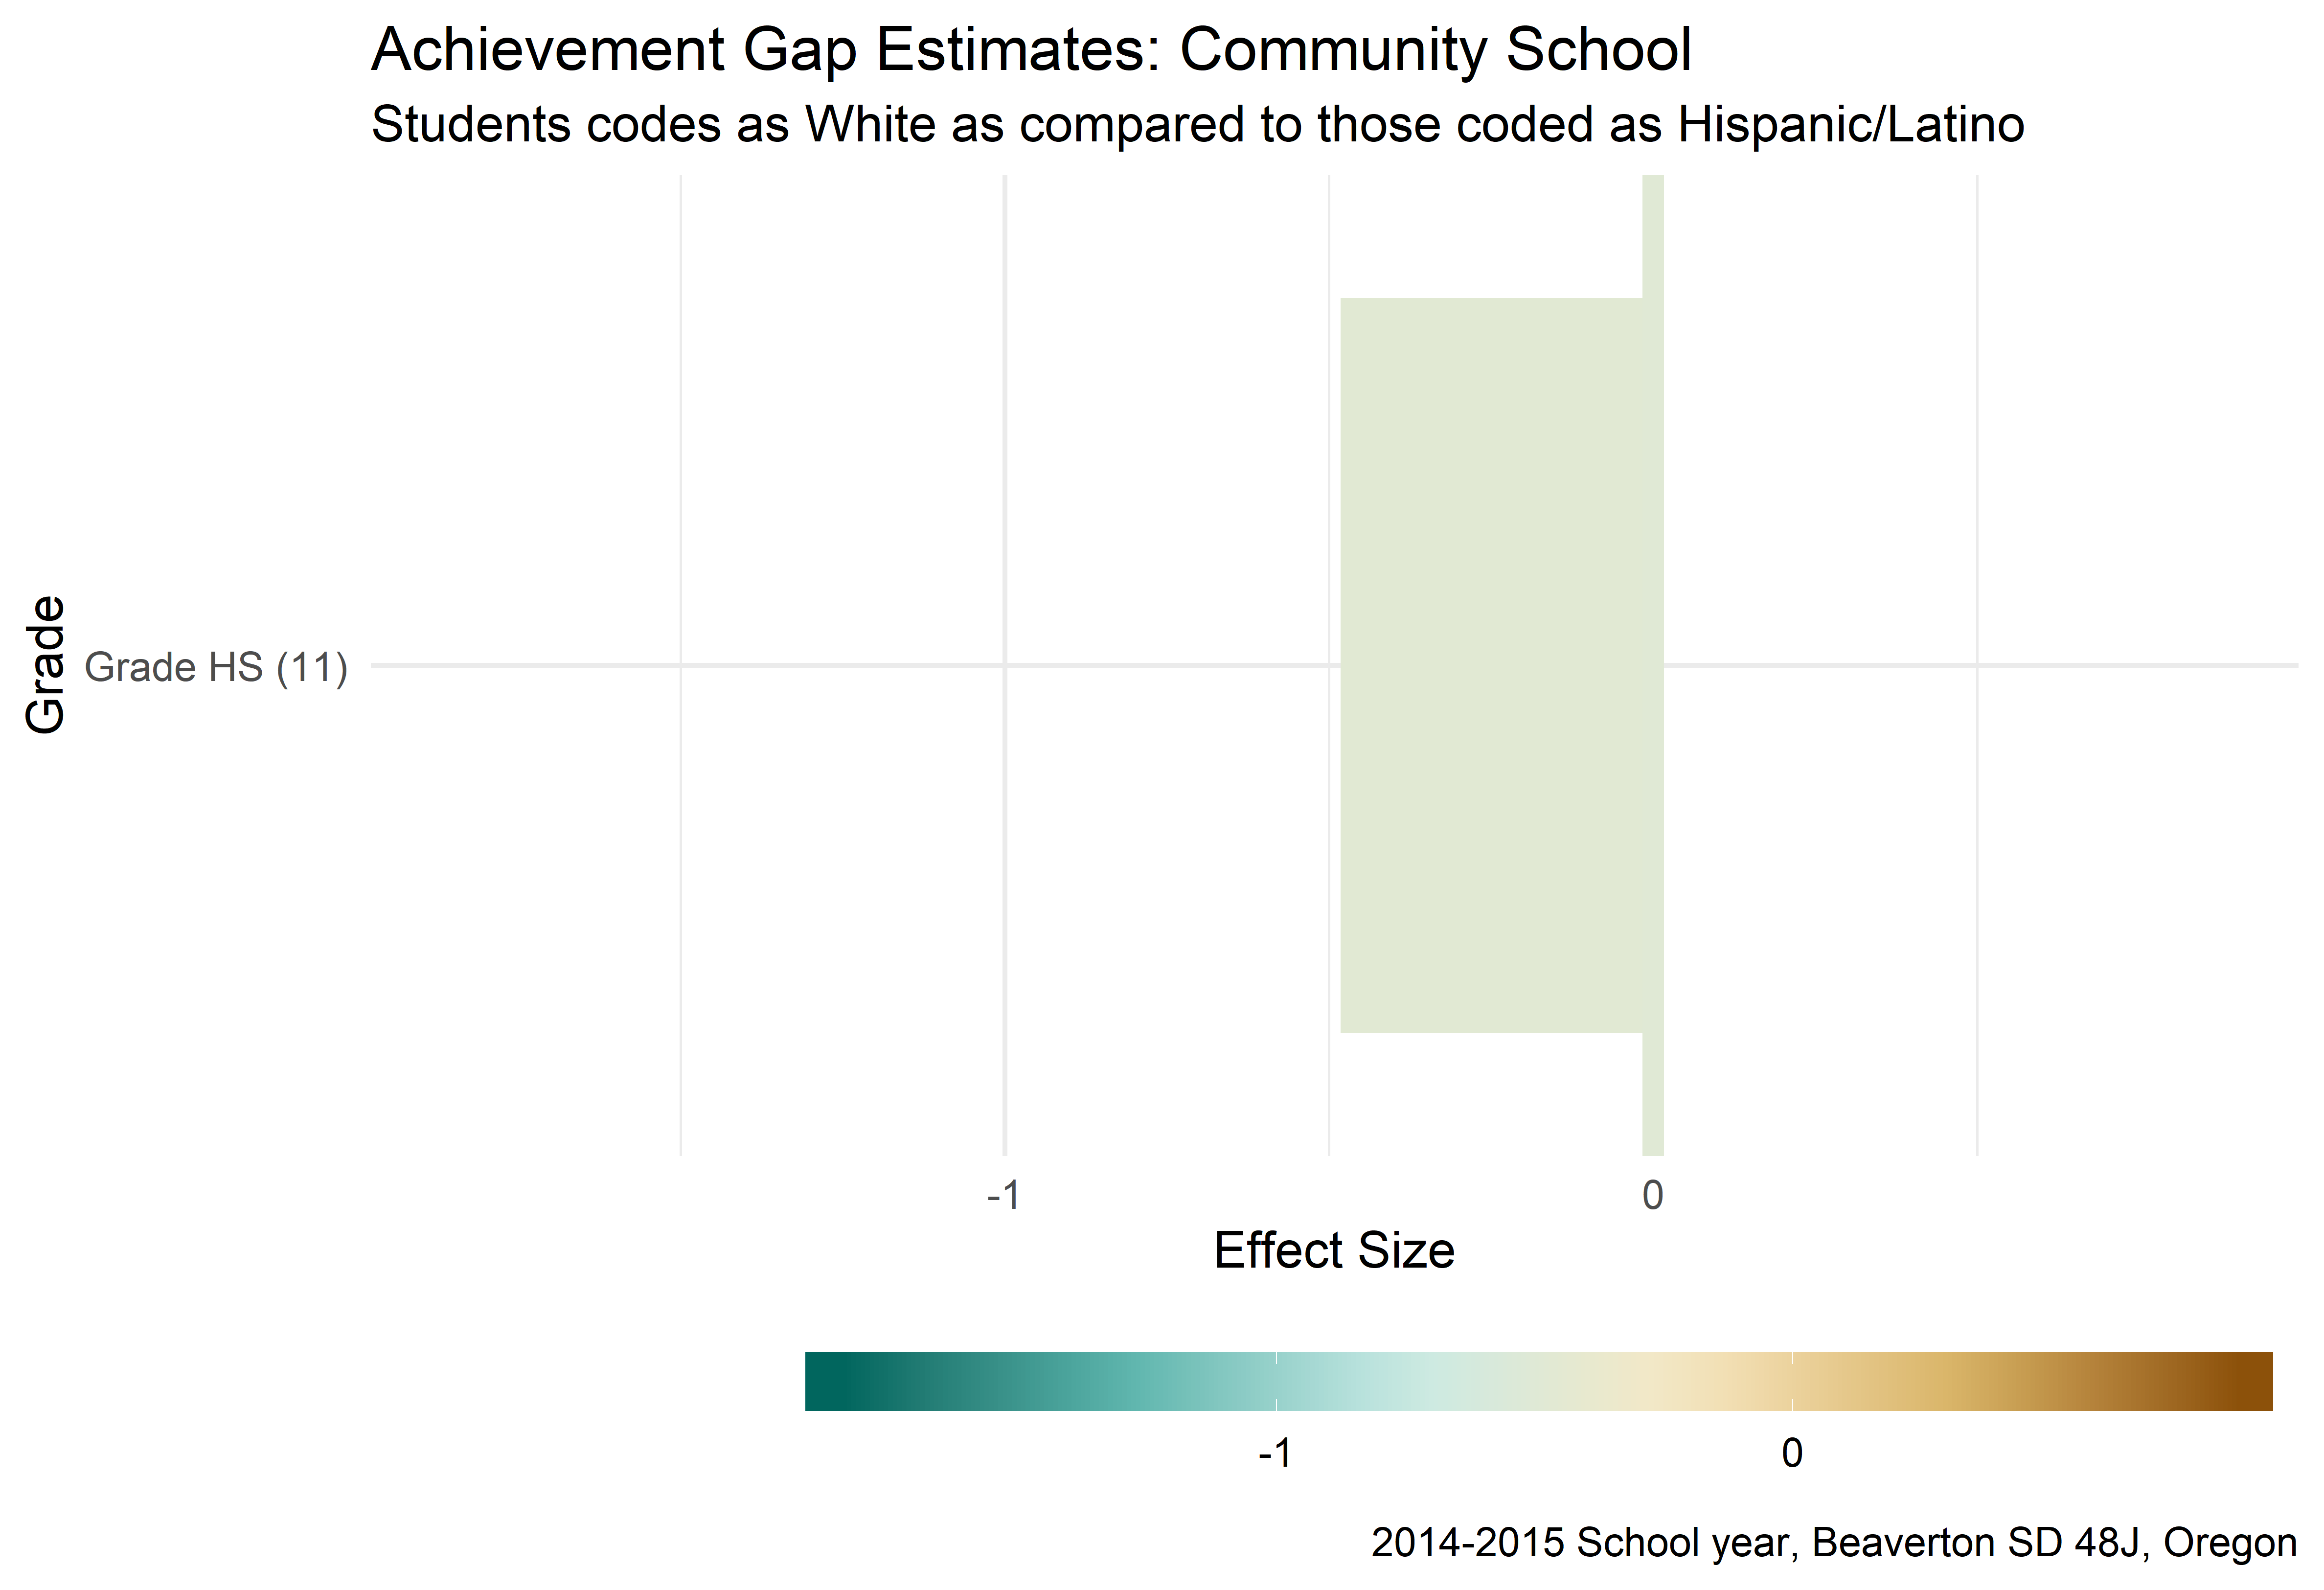 Achievement Gap Estimates: Community School
Students codes as White as compared to those coded as Hispanic/Latino
Grade
Grade HS (11)
-1
0
Effect Size
-1
0
2014-2015 School year, Beaverton SD 48J, Oregon